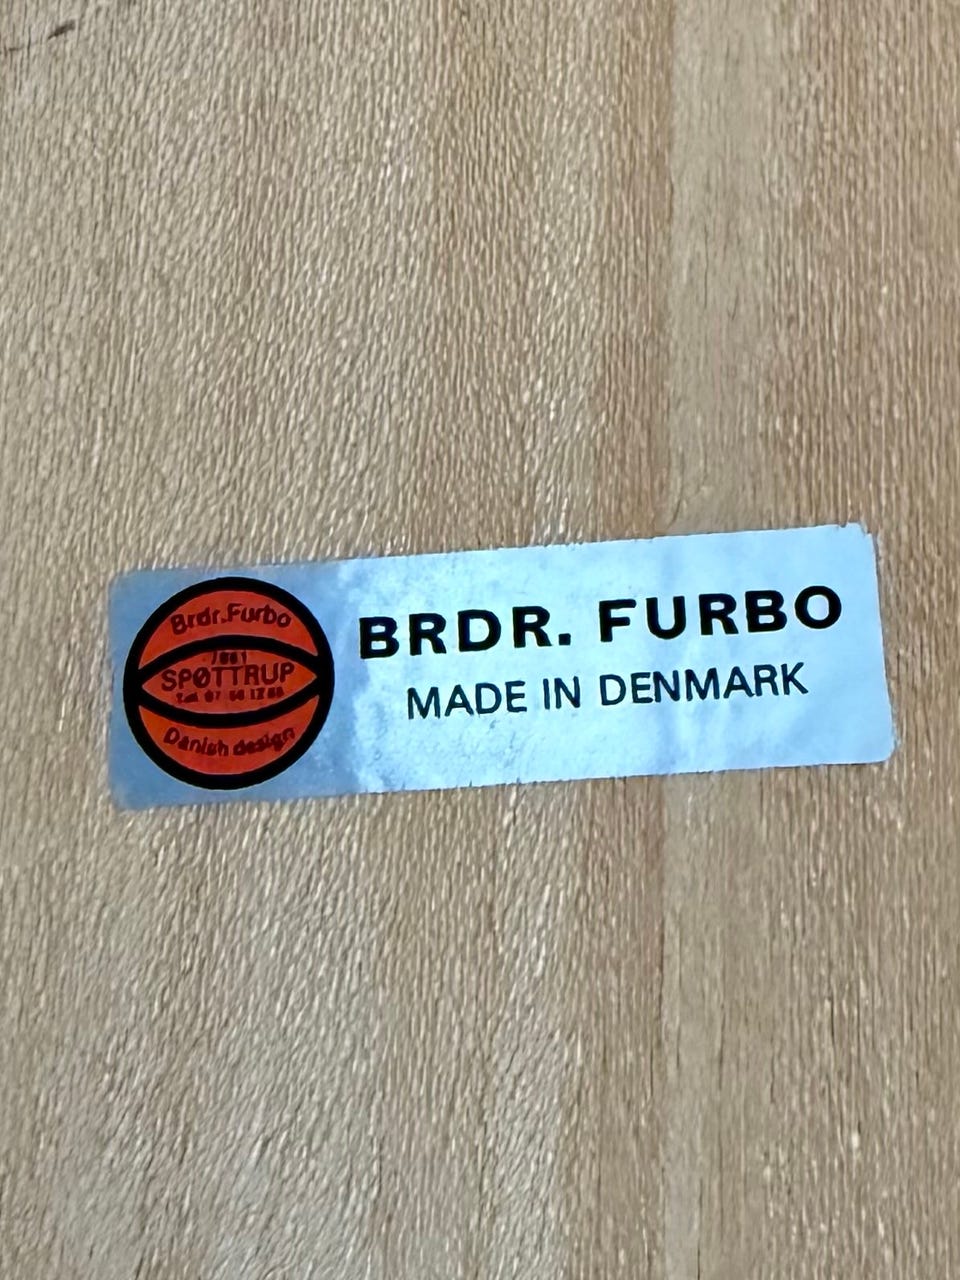 Brdr.Furbo
SPØTTRUP
Danish design
BRDR. FURBO
MADE IN DENMARK